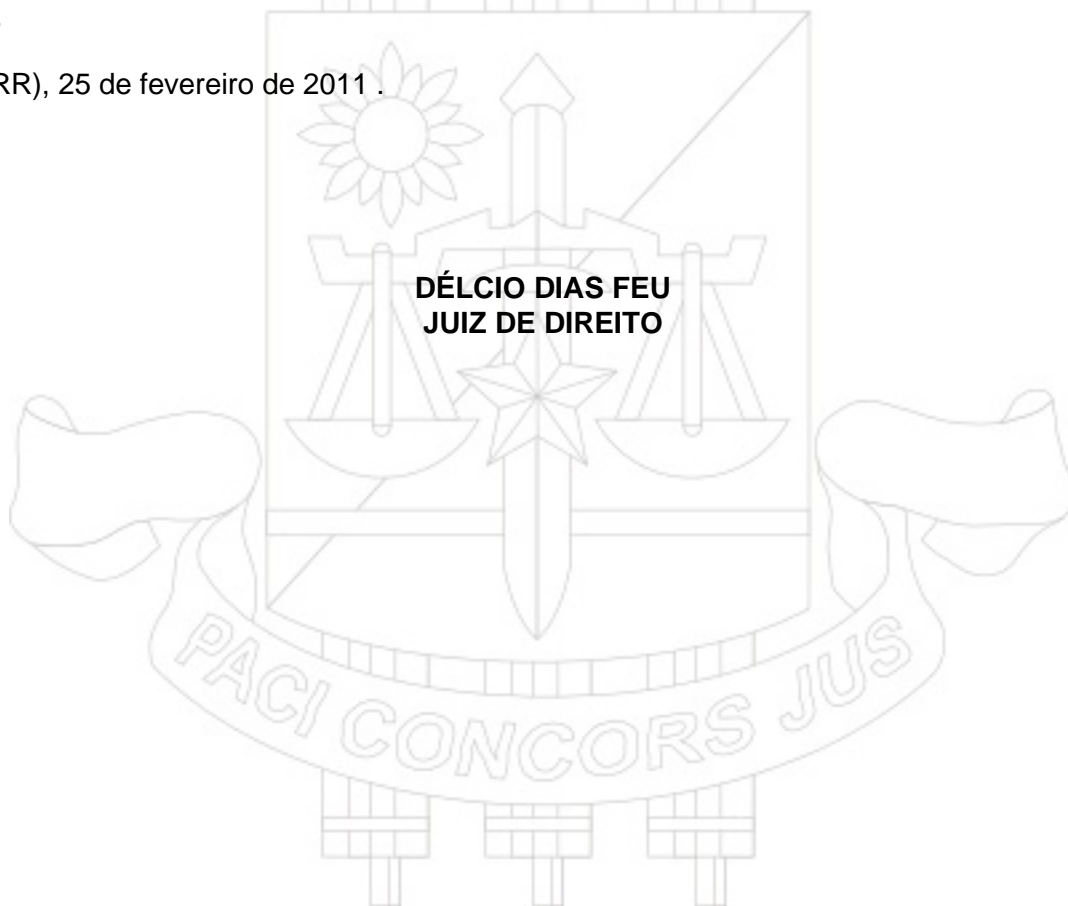 RR), 25 de fevereiro de 2011 .
DÉLCIO DIAS FEU
JUIZ DE DIREITO
PACI CONCORS JUS